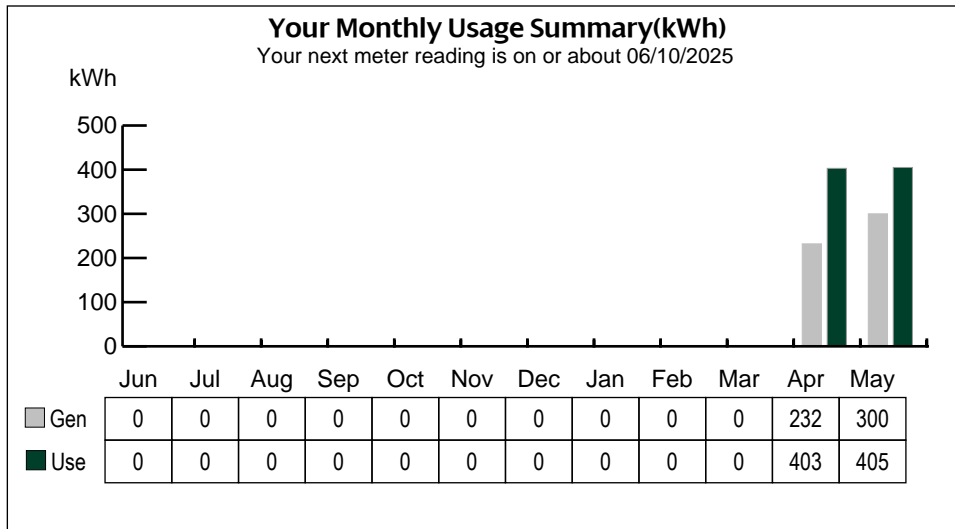 Your Monthly Usage Summary(kWh)
Your next meter reading is on or about 06/10/2025
kWh
500
400
300
200
100
0
Jun Jul Aug Sep Oct Nov Dec Jan Feb Mar Apr May
Gen 0 0 0 0 0 0 0 0 0 0 232 300
Use 0 0 0 0 0 0 0 0 0 0 403 405